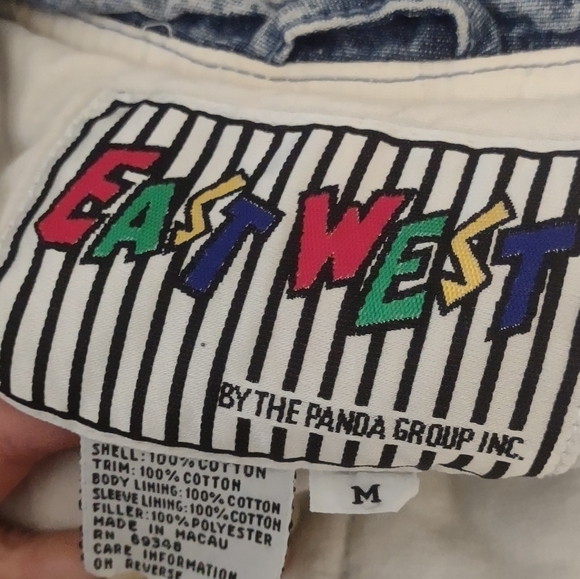 EAST WEST
BY THE PANDA GROUP INC.
SHELL: 100% COTTON
TRIM: 100% COTTON
BODY LINING: 100% COTTON
SLEEVE LINING: 100% COTTON
FILLER: 100% POLYESTER
MADE IN MACAU
RN 69348
CARE INFORMATION
ON REVERSE
M